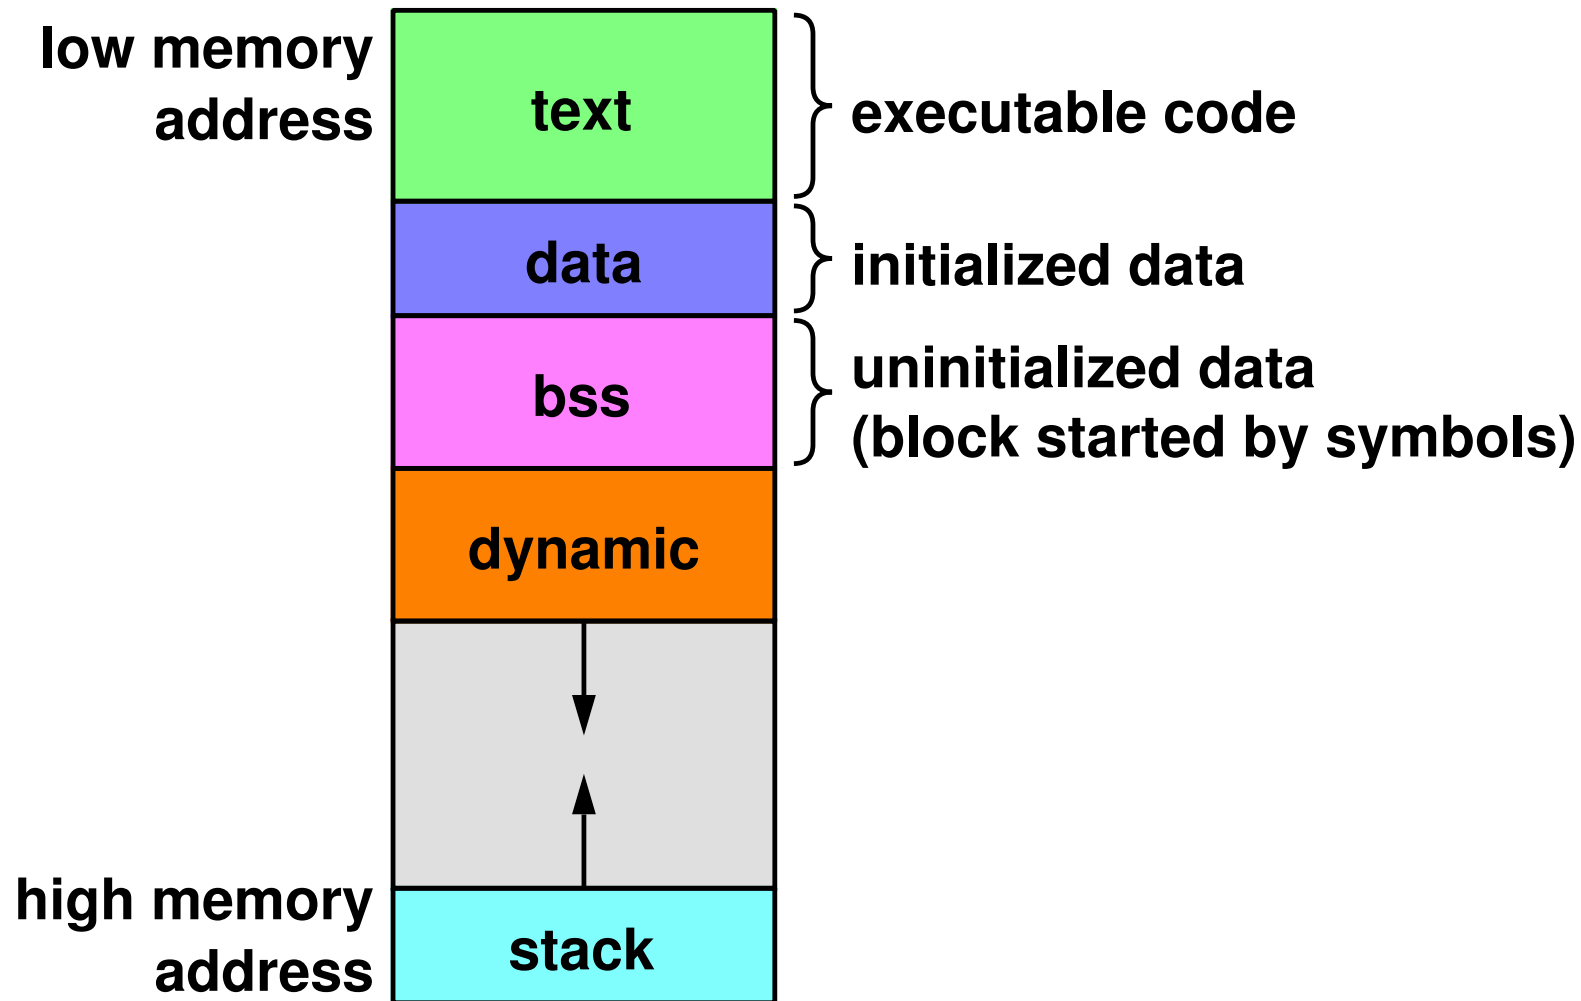 low memory
address
text
executable code
data
initialized data
bss
uninitialized data
(block started by symbols)
dynamic
high memory
address
stack